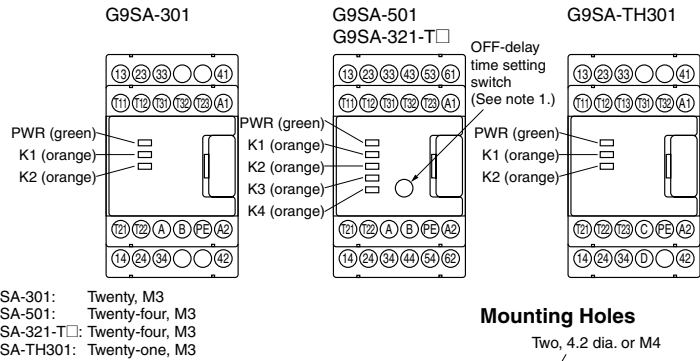 G9SA-301
G9SA-501
G9SA-321-T□
G9SA-TH301
OFF-delay
time setting
switch
(See note 1.)
13 23 33 41
T11 T12 T31 T32 T23 A1
PWR (green)
K1 (orange)
K2 (orange)
T21 T22 A B PE A2
14 24 34 42
13 23 33 43 53 61
T11 T12 T31 T32 T23 A1
PWR (green)
K1 (orange)
K2 (orange)
K3 (orange)
K4 (orange)
T21 T22 A B PE A2
14 24 34 44 54 62
13 23 33 41
T11 T12 T13 T31 T32 A1
PWR (green)
K1 (orange)
K2 (orange)
T21 T22 T23 C PE A2
14 24 34 D 42
SA-301: Twenty, M3
SA-501: Twenty-four, M3
SA-321-T□: Twenty-four, M3
SA-TH301: Twenty-one, M3
Mounting Holes
Two, 4.2 dia. or M4